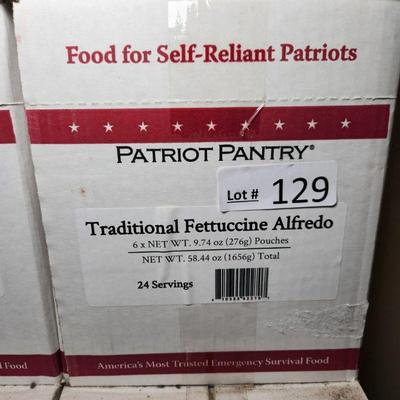 Food for Self-Reliant Patriots
PATRIOT PANTRY®
Lot # 129
Traditional Fettuccine Alfredo
6 x NET WT. 9.74 oz (276g) Pouches
NET WT. 58.44 oz (1656g) Total
24 Servings
America's Most Trusted Emergency Survival Food
l Food